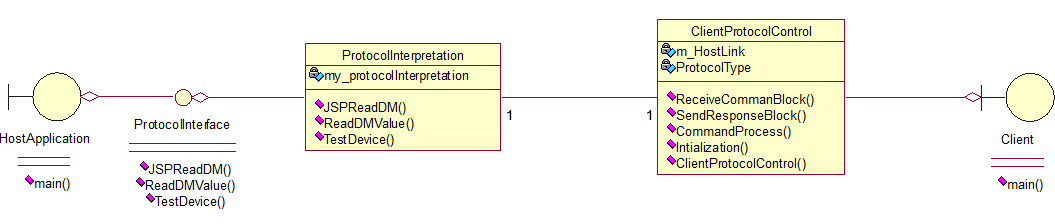 HostApplication
main()
ProtocolInterface
JSPReadDM()
ReadDMValue()
TestDevice()
ProtocolInterpretation
my_protocolInterpretation
JSPReadDM()
ReadDMValue()
TestDevice()
1
1
ClientProtocolControl
m_HostLink
ProtocolType
ReceiveCommanBlock()
SendResponseBlock()
CommandProcess()
Intialization()
ClientProtocolControl()
Client
main()